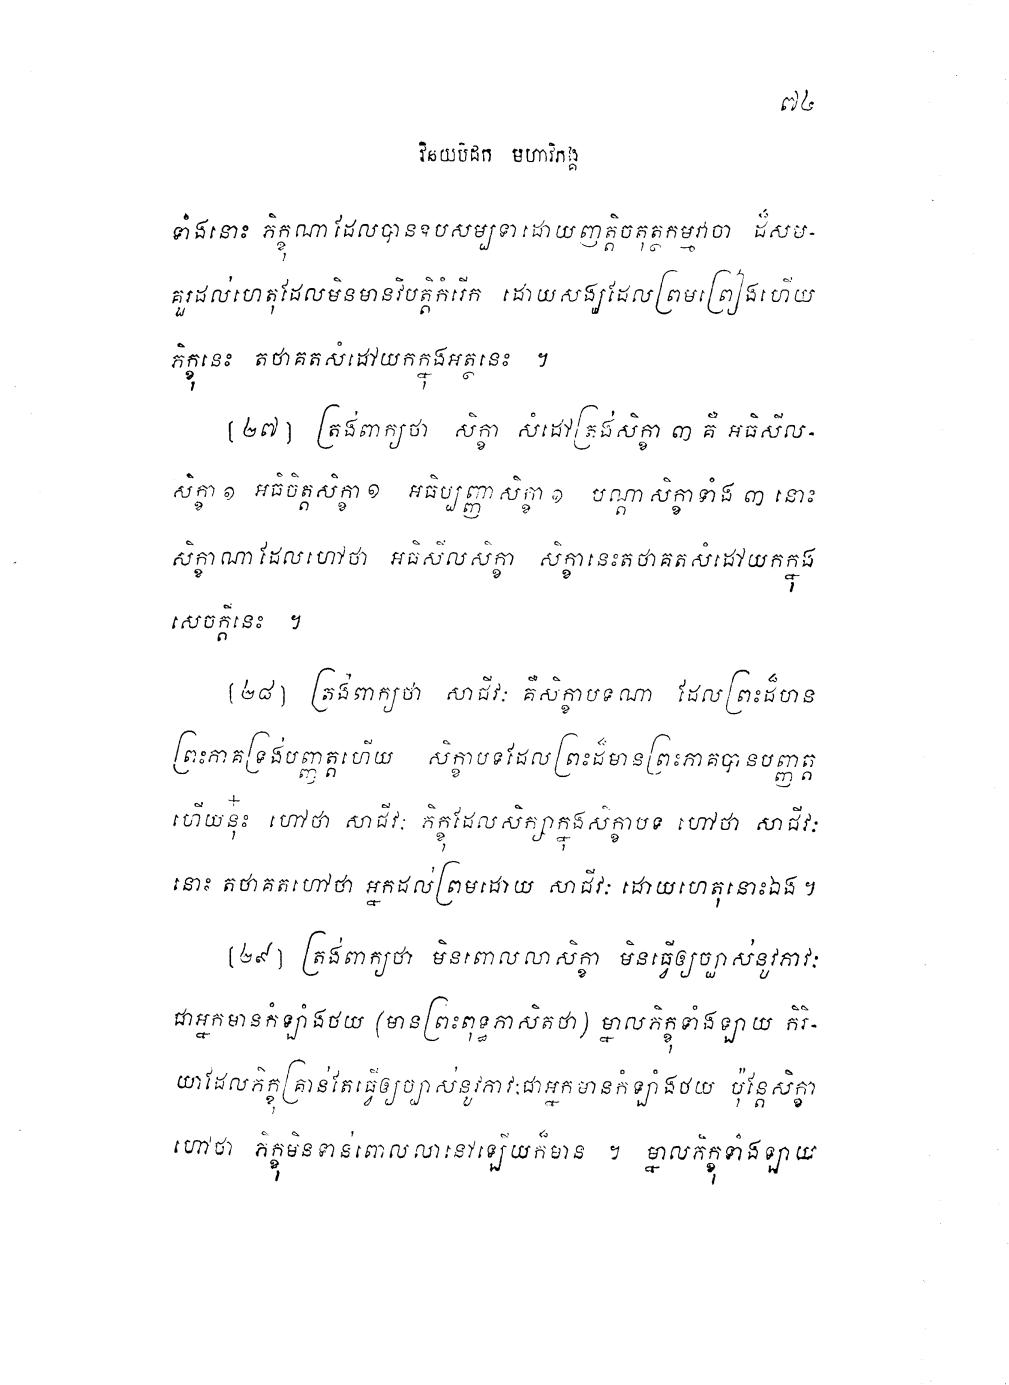 ៧៤
វិនយបិដក មហាវិភង្គ
ទាំងនោះ ភិក្ខុណាដែលបានឧបសម្បទាដោយញត្តិចតុត្ថកម្មវាចា ដ៏សម-
គួរដល់ហេតុដែលមិនមានវិបត្តិកំរើក ដោយសង្ឃដែលព្រមព្រៀងហើយ
ភិក្ខុនេះ តថាគតសំដៅយកក្នុងអត្ថនេះ ។
[២៧] ត្រង់ពាក្យថា សិក្ខា សំដៅត្រង់សិក្ខា ៣ គឺ អធិសីល-
សិក្ខា ១ អធិចិត្តសិក្ខា ១ អធិប្បញ្ញាសិក្ខា ១ បណ្តាសិក្ខាទាំង ៣ នោះ
សិក្ខាណាដែលហៅថា អធិសីលសិក្ខា សិក្ខានេះតថាគតសំដៅយកក្នុង
សេចក្តីនេះ ។
[២៨] ត្រង់ពាក្យថា សាជីវៈ គឺសិក្ខាបទណា ដែលព្រះដ៏មាន
ព្រះភាគទ្រង់បញ្ញត្តហើយ សិក្ខាបទដែលព្រះដ៏មានព្រះភាគបានបញ្ញត្ត
ហើយនុ៎ះ ហៅថា សាជីវៈ ភិក្ខុដែលសិក្សាក្នុងសិក្ខាបទ ហៅថា សាជីវៈ
នោះ តថាគតហៅថា អ្នកដល់ព្រមដោយ សាជីវៈ ដោយហេតុនោះឯង ។
[២៩] ត្រង់ពាក្យថា មិនពោលលាសិក្ខា មិនធ្វើឲ្យច្បាស់នូវភាវៈ
ជាអ្នកមានកំឡាំងថយ (មានព្រះពុទ្ធភាសិតថា) ម្នាលភិក្ខុទាំងឡាយ កិរិ-
យាដែលភិក្ខុគ្រាន់តែធ្វើឲ្យច្បាស់នូវភាវៈជាអ្នកមានកំឡាំងថយ ប៉ុន្តែសិក្ខា
ហៅថា ភិក្ខុមិនទាន់ពោលលានៅឡើយក៏មាន ។ ម្នាលភិក្ខុទាំងឡាយ